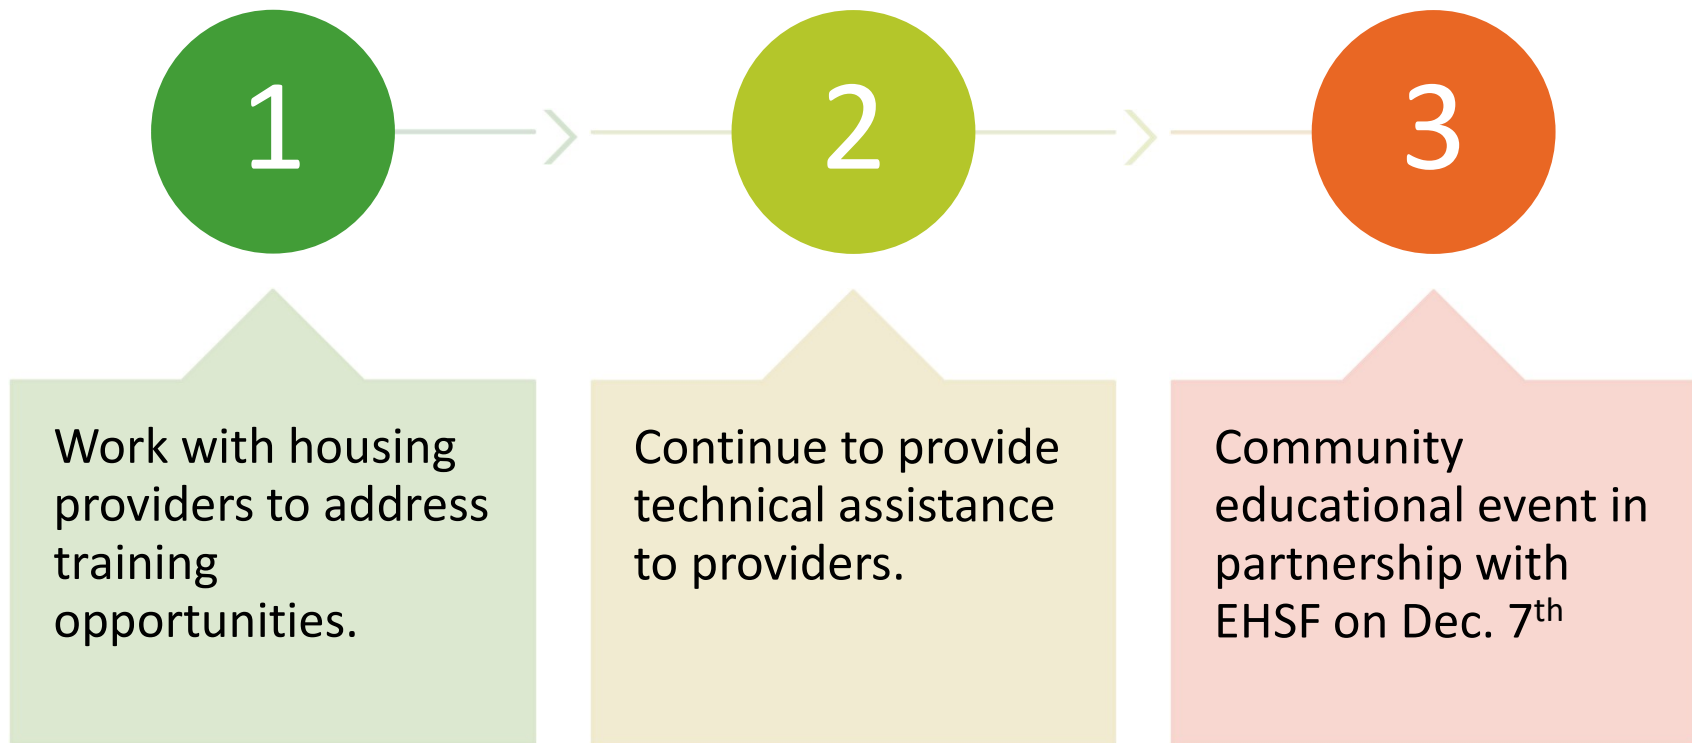 1
Work with housing
providers to address
training
opportunities.
2
Continue to provide
technical assistance
to providers.
3
Community
educational event in
partnership with
EHSF on Dec. 7th